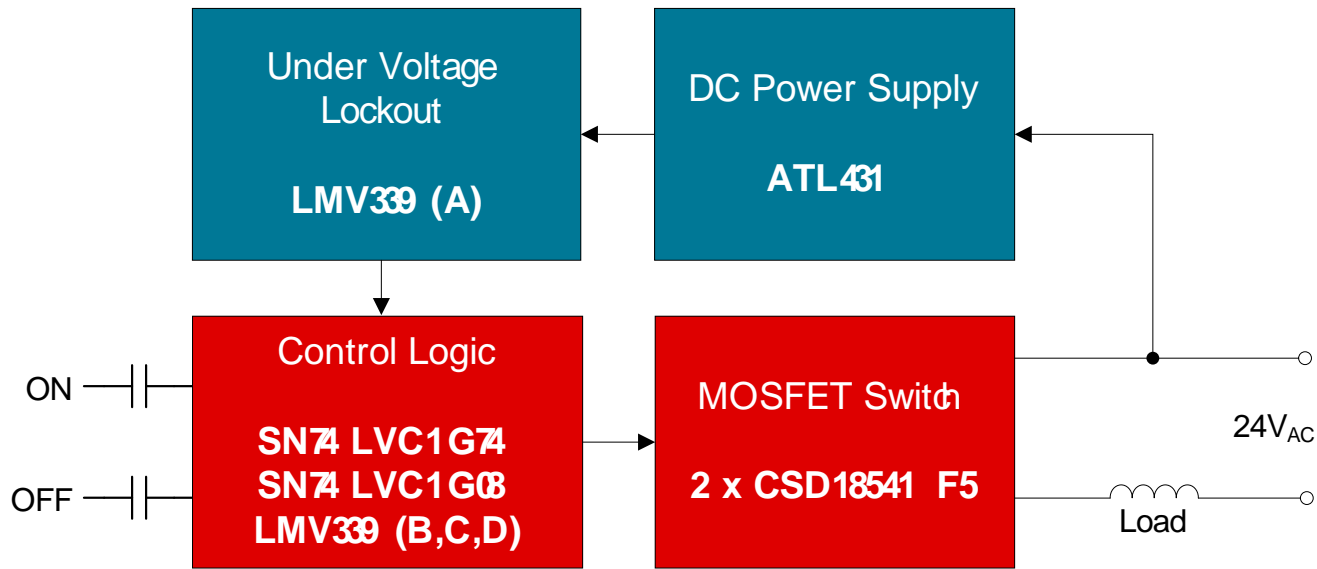 Under Voltage
Lockout
LMV339 (A)
DC Power Supply
ATL431
Control Logic
SN74 LVC1G74
SN74 LVC1G08
LMV339 (B,C,D)
MOSFET Switch
2 x CSD18541 F5
ON
OFF
24VAC
Load